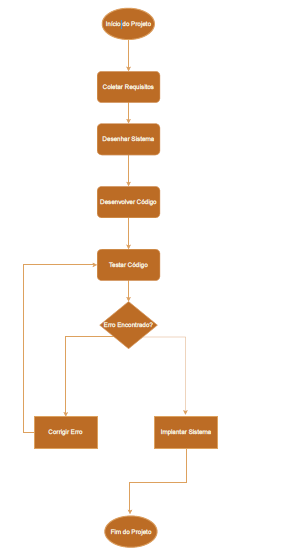 Início do Projeto
Coletar Requisitos
Desenhar Sistema
Desenvolver Código
Testar Código
Erro Encontrado?
Corrigir Erro
Implantar Sistema
Fim do Projeto